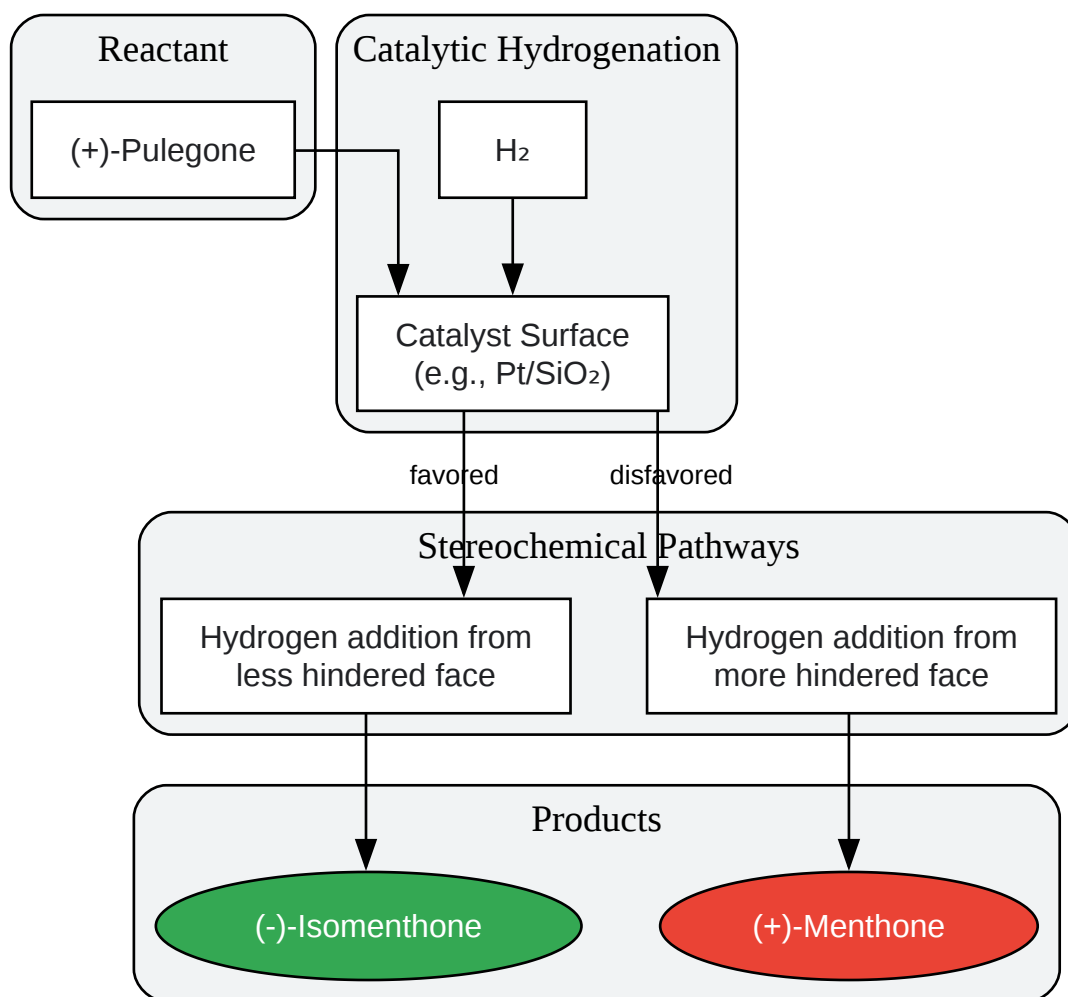 Reactant
Catalytic Hydrogenation
(+)-Pulegone
H₂
Catalyst Surface
(e.g., Pt/SiO₂)
favored
disfavored
Stereochemical Pathways
Hydrogen addition from
less hindered face
Hydrogen addition from
more hindered face
Products
(-)-Isomenthone
(+)-Menthone